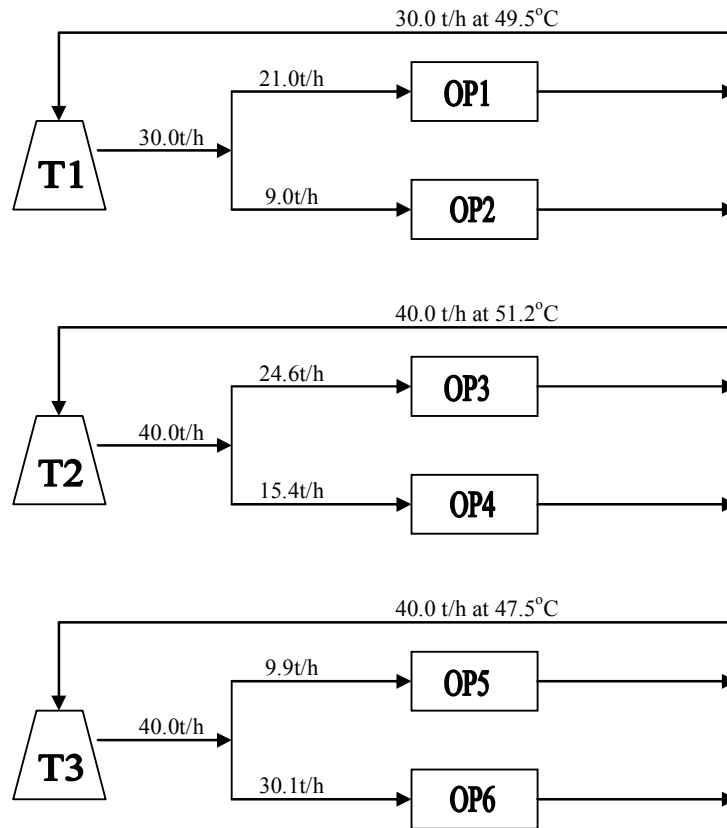 30.0 t/h at 49.5°C
21.0t/h
OP1
30.0t/h
T1
9.0t/h
OP2
40.0 t/h at 51.2°C
24.6t/h
OP3
40.0t/h
T2
15.4t/h
OP4
40.0 t/h at 47.5°C
9.9t/h
OP5
40.0t/h
T3
30.1t/h
OP6